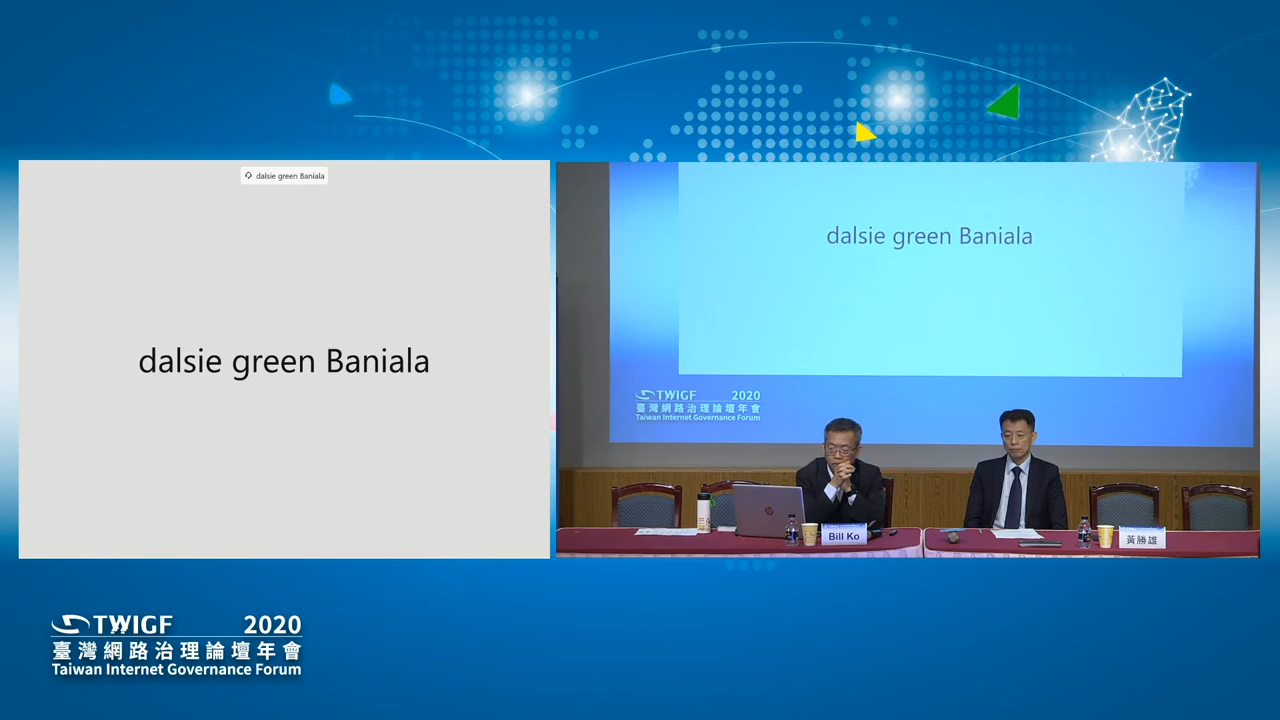 dalsie green Baniala
dalsie green Baniala
dalsie green Baniala
TWIGF 2020
臺灣網路治理論壇年會
Taiwan Internet Governance Forum
Bill Ko
黃勝雄
TWIGF 2020
臺灣網路治理論壇年會
Taiwan Internet Governance Forum